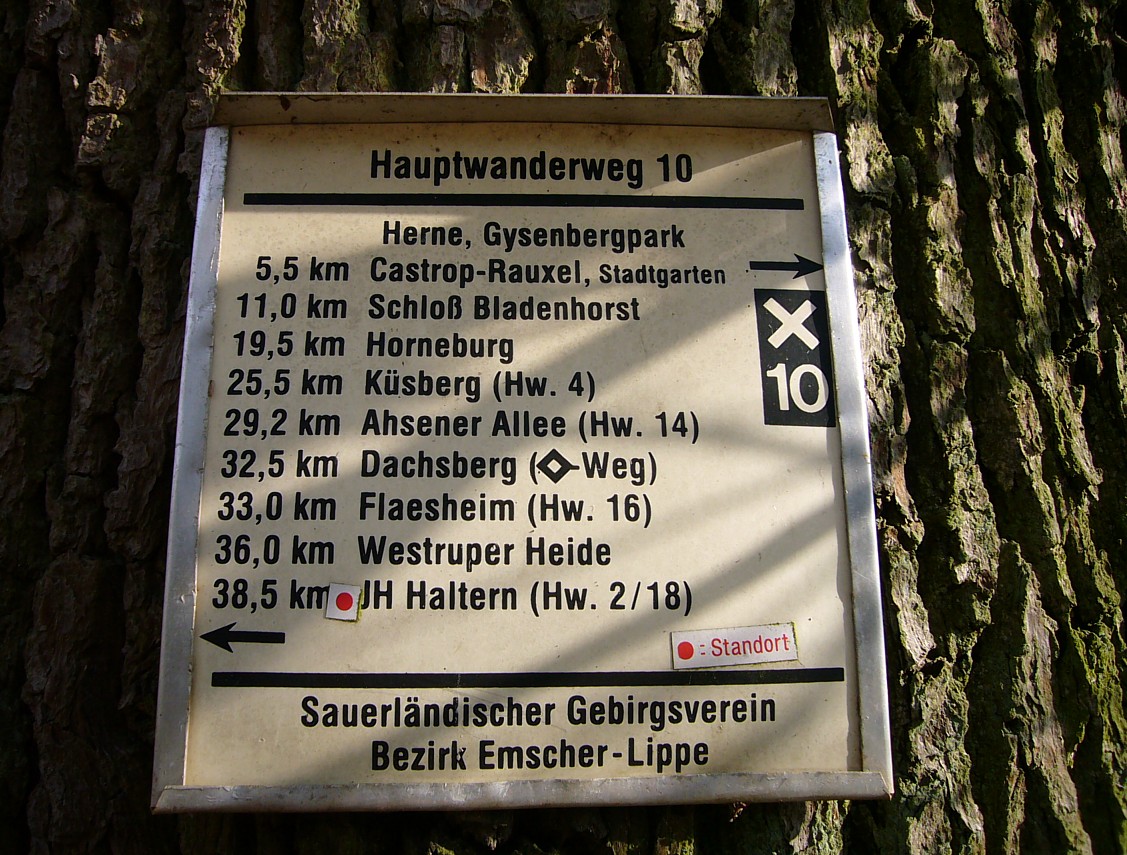 Hauptwanderweg 10
Herne, Gysenbergpark
5,5 km Castrop-Rauxel, Stadtgarten
11,0 km Schloß Bladenhorst
19,5 km Horneburg
25,5 km Küsberg (Hw. 4)
29,2 km Ahsener Allee (Hw. 14)
32,5 km Dachsberg (-Weg)
33,0 km Flaesheim (Hw. 16)
36,0 km Westruper Heide
38,5 km JH Haltern (Hw. 2/18)
X
10
: Standort
Sauerländischer Gebirgsverein
Bezirk Emscher-Lippe